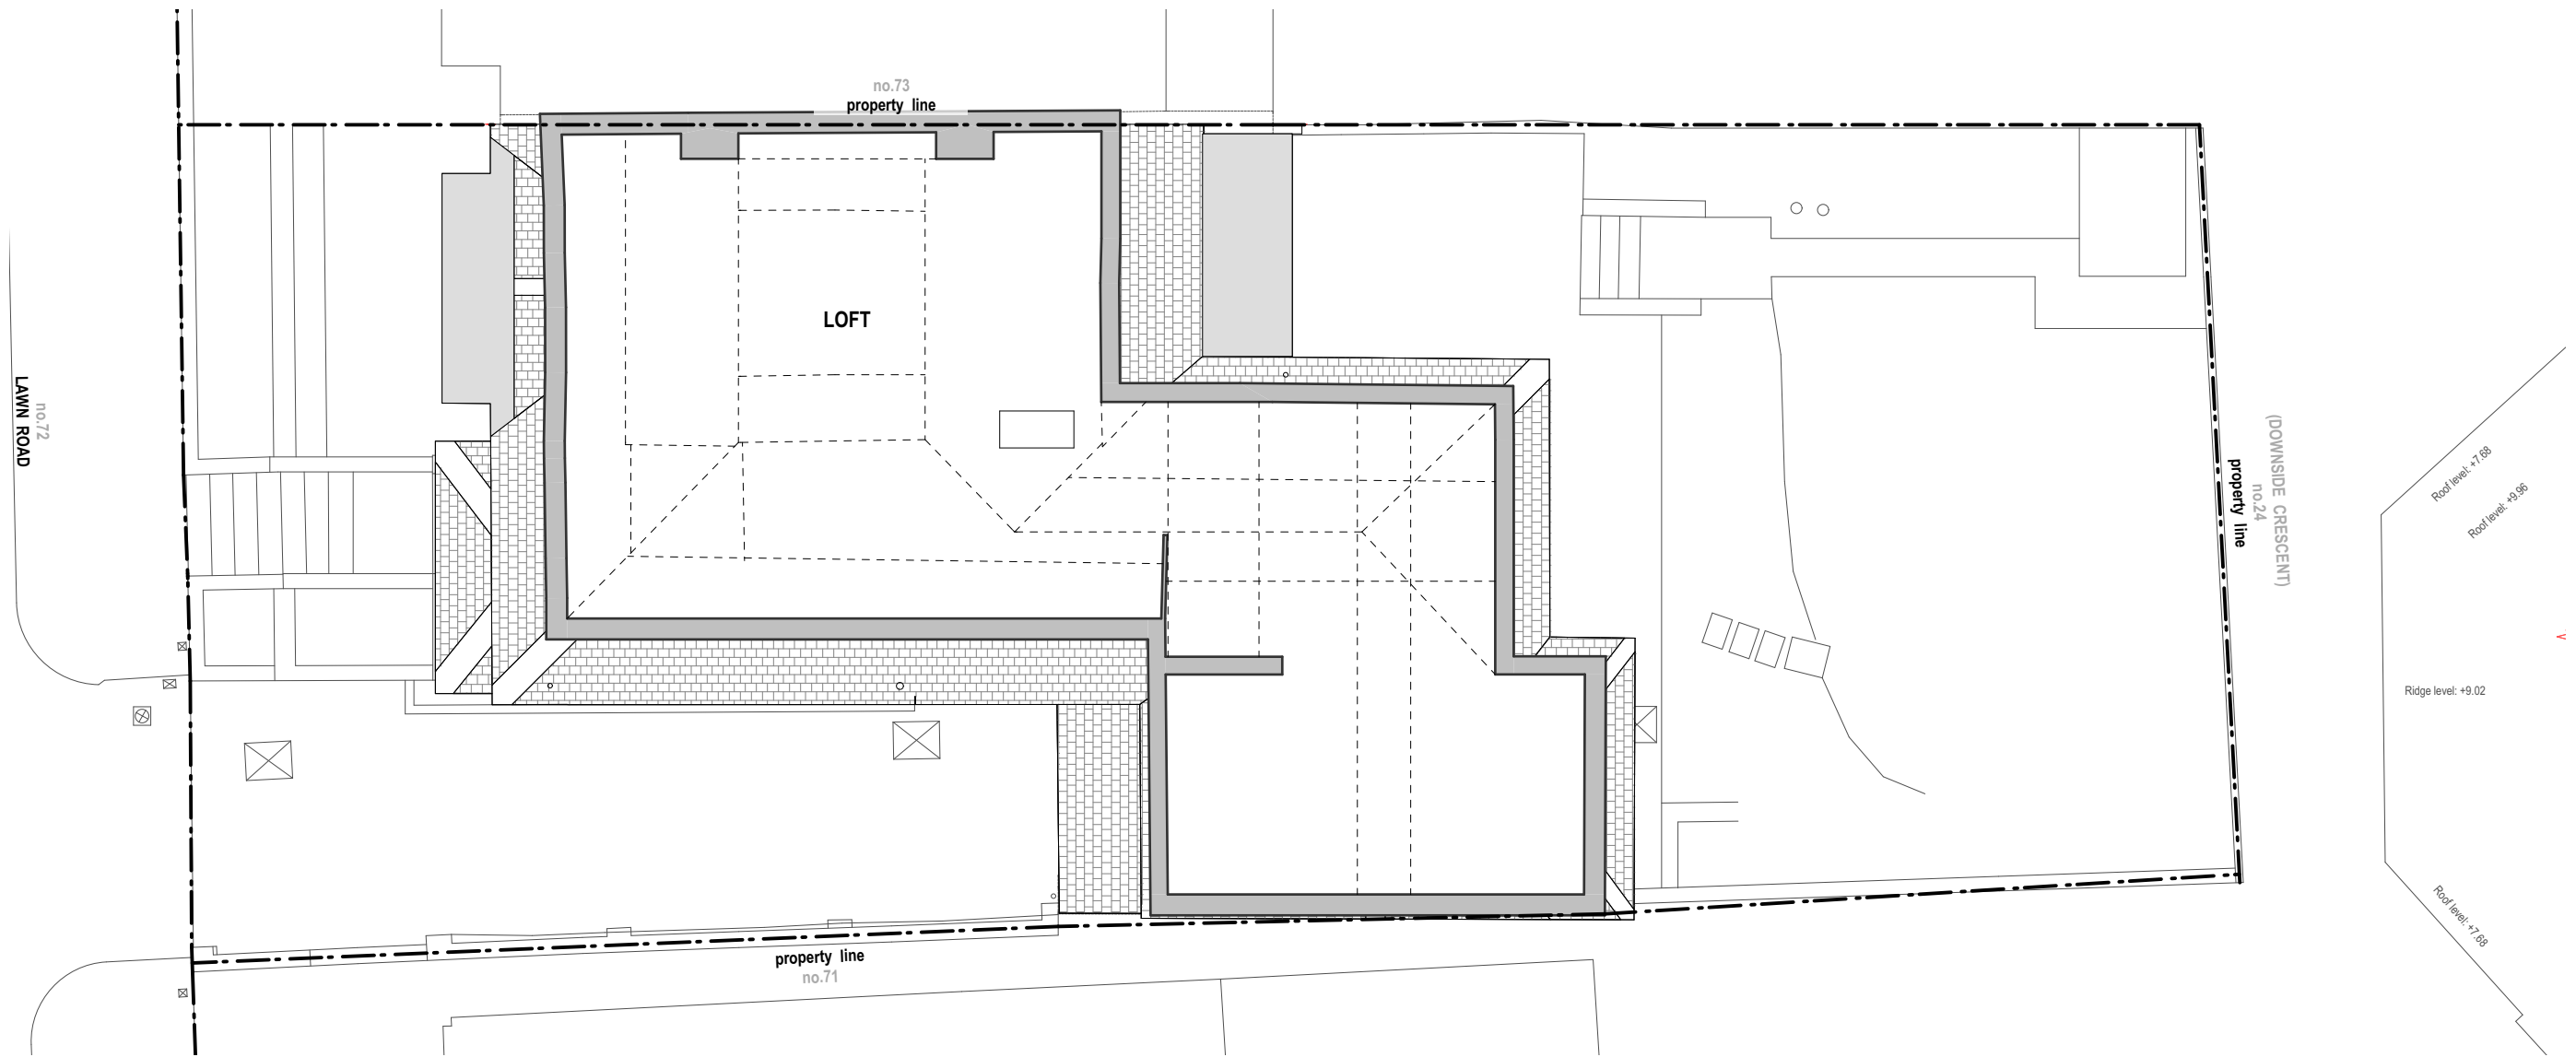 no.73
property line
LOFT
LAWN ROAD
no.72
(DOWNSIDE CRESCENT)
no.24
property line
Roof level: +7.68
Roof level: +9.96
Ridge level: +9.02
Roof level: +7.68
property line
no.71